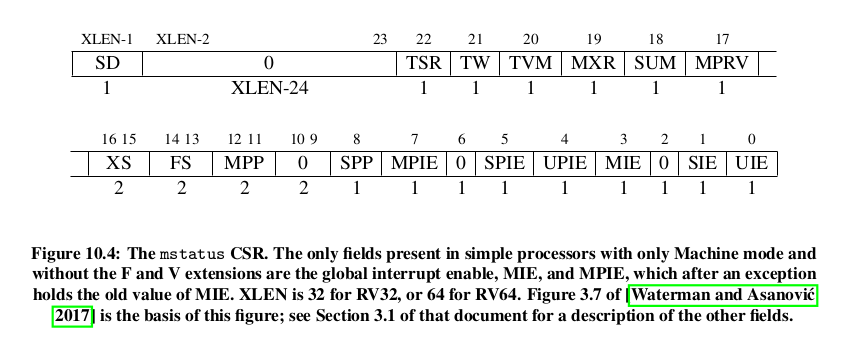 XLEN-1 XLEN-2 23 22 21 20 19 18 17
SD 0 TSR TW TVM MXR SUM MPRV
1 XLEN-24 1 1 1 1 1 1
16 15 14 13 12 11 10 9 8 7 6 5 4 3 2 1 0
XS FS MPP 0 SPP MPIE 0 SPIE UPIE MIE 0 SIE UIE
2 2 2 2 1 1 1 1 1 1 1 1 1
Figure 10.4: The mstatus CSR. The only fields present in simple processors with only Machine mode and
without the F and V extensions are the global interrupt enable, MIE, and MPIE, which after an exception
holds the old value of MIE. XLEN is 32 for RV32, or 64 for RV64. Figure 3.7 of [Waterman and Asanović
2017] is the basis of this figure; see Section 3.1 of that document for a description of the other fields.